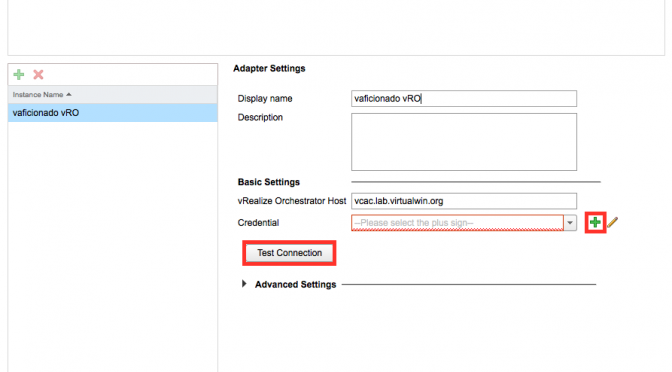 Adapter Settings
Instance Name
vaficionado vRO
Display name
vaficionado vRO
Description
Basic Settings
vRealize Orchestrator Host
vcac.lab.virtualwin.org
Credential
--Please select the plus sign--
Test Connection
Advanced Settings